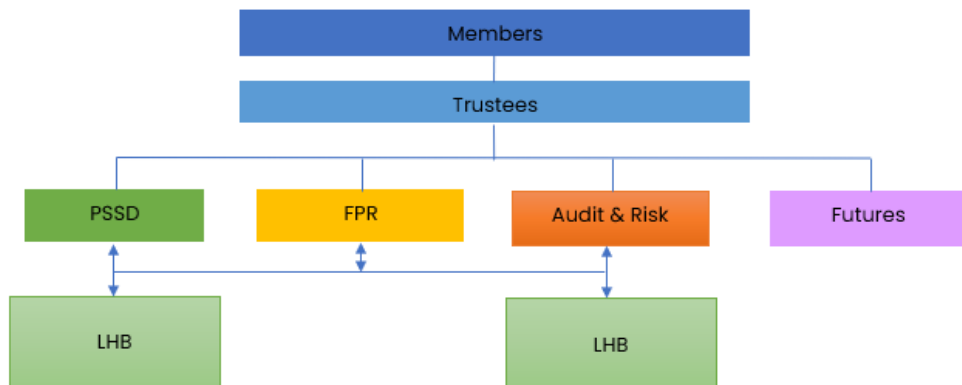 Members
Trustees
PSSD
FPR
Audit & Risk
Futures
LHB
LHB